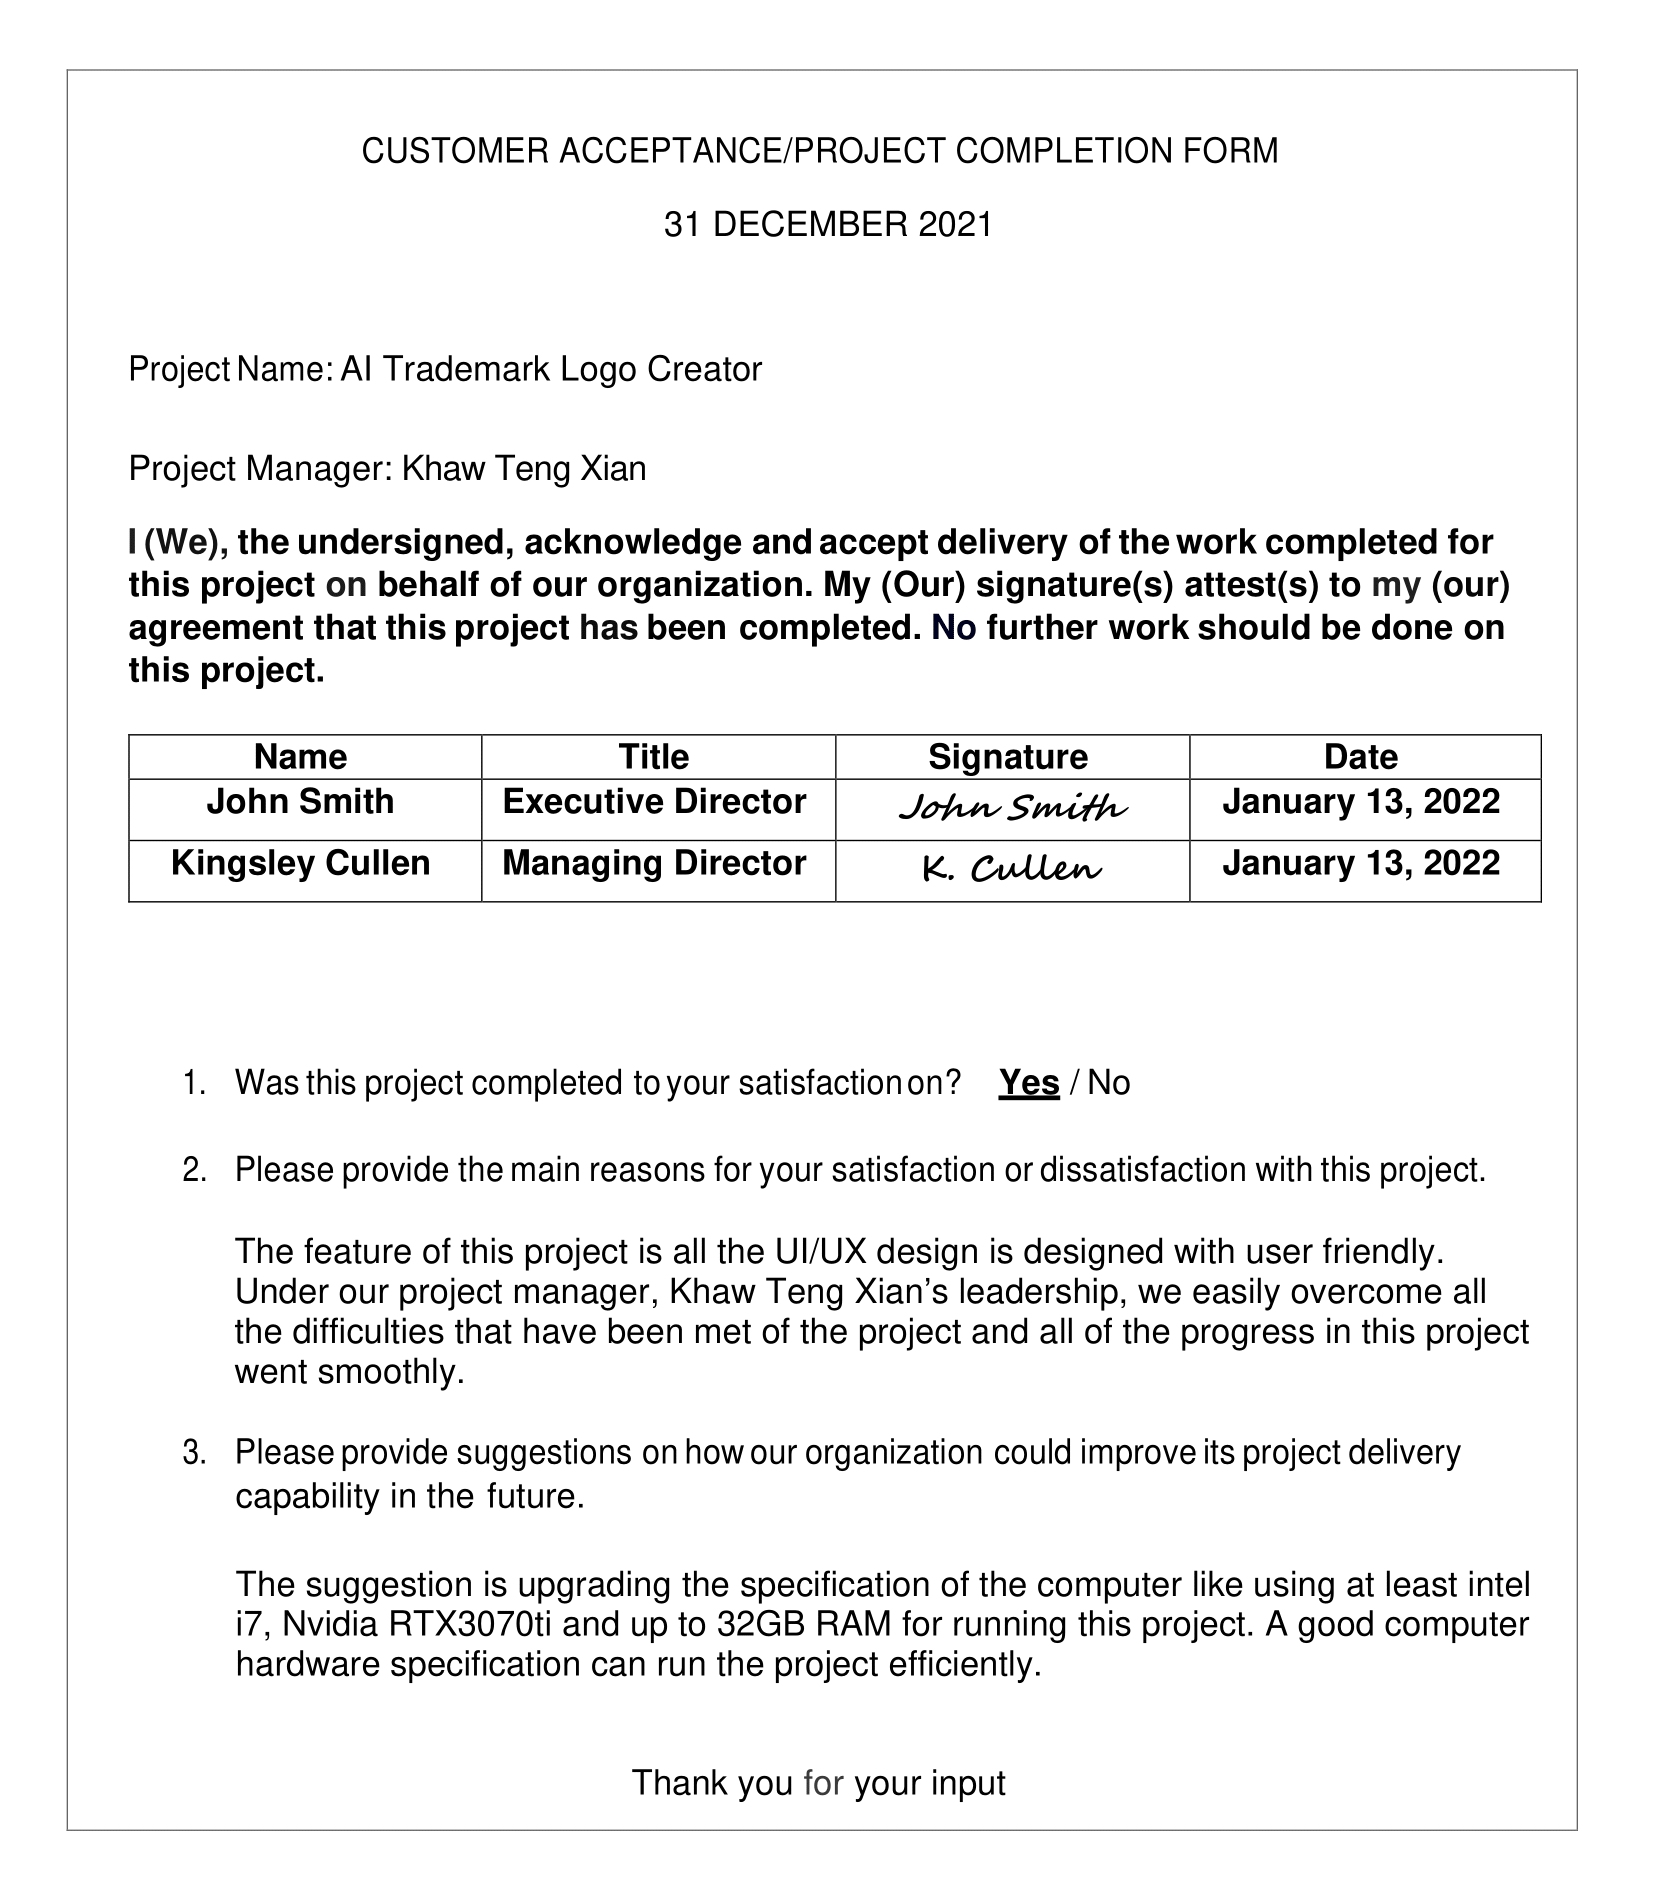 CUSTOMER ACCEPTANCE/PROJECT COMPLETION FORM
31 DECEMBER 2021
Project Name: AI Trademark Logo Creator
Project Manager: Khaw Teng Xian
I (We), the undersigned, acknowledge and accept delivery of the work completed for
this project on behalf of our organization. My (Our) signature(s) attest(s) to my (our)
agreement that this project has been completed. No further work should be done on
this project.
Name Title Signature Date
John Smith Executive Director John Smith January 13, 2022
Kingsley Cullen Managing Director K. Cullen January 13, 2022
1. Was this project completed to your satisfaction on? Yes / No
2. Please provide the main reasons for your satisfaction or dissatisfaction with this project.
The feature of this project is all the UI/UX design is designed with user friendly.
Under our project manager, Khaw Teng Xian’s leadership, we easily overcome all
the difficulties that have been met of the project and all of the progress in this project
went smoothly.
3. Please provide suggestions on how our organization could improve its project delivery
capability in the future.
The suggestion is upgrading the specification of the computer like using at least intel
i7, Nvidia RTX3070ti and up to 32GB RAM for running this project. A good computer
hardware specification can run the project efficiently.
Thank you for your input